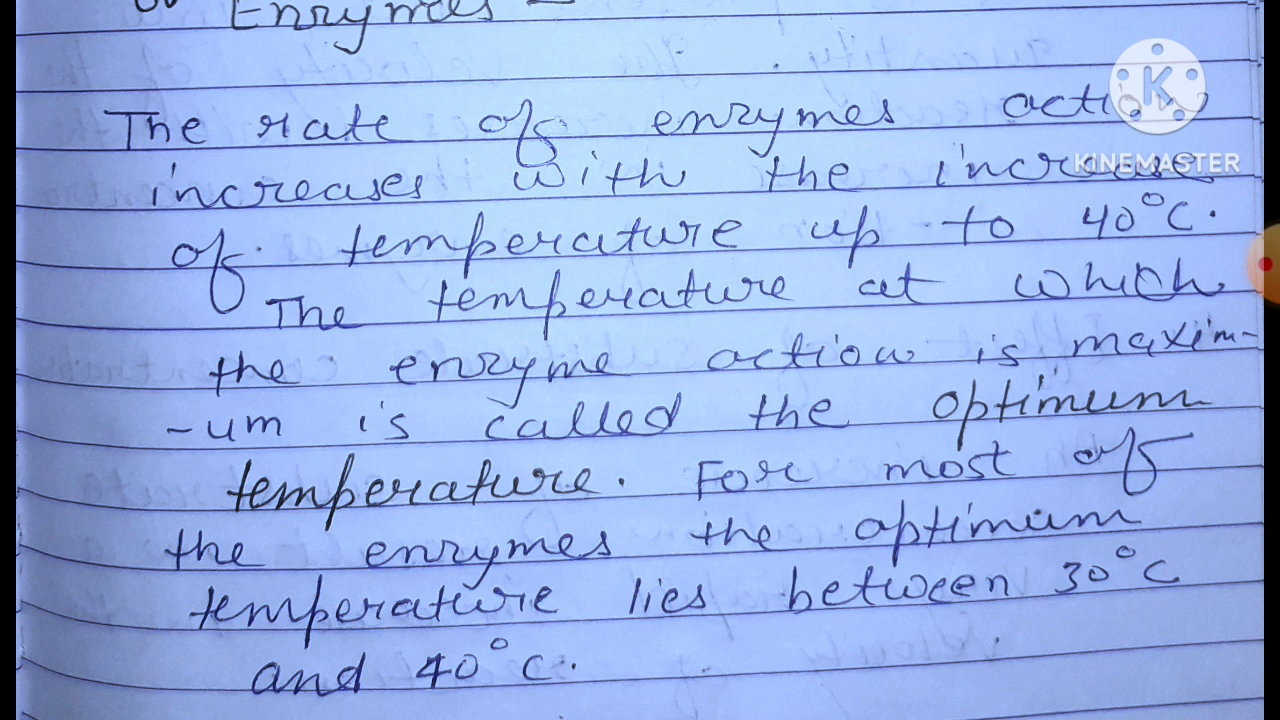 Enzymes -
The rate of enzymes action
increases with the increase
of temperature up to 40°C.
The temperature at which
the enzyme action is maxim-
-um is called the optimum
temperature. For most of
the enzymes the optimum
temperature lies between 30°C
and 40°C.
K
KINEMASTER